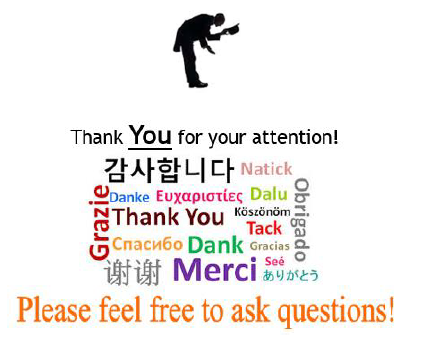 Thank You for your attention!
감사합니다 Natick
Grazie
Danke Ευχαριστίες Dalu
Obrigado
Thank You Köszönöm
Tack
Спасибо Dank Gracias
谢谢 Merci Seé
ありがとう
Please feel free to ask questions!